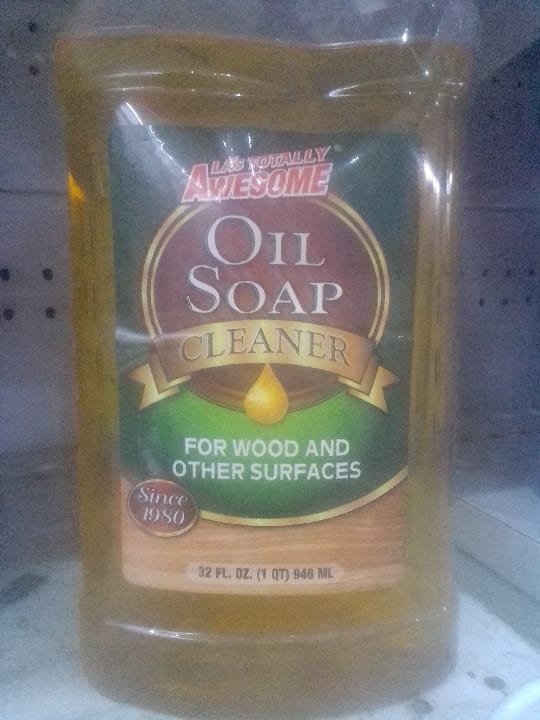 LA'S TOTALLY
AWESOME
OIL
SOAP
CLEANER
FOR WOOD AND
OTHER SURFACES
Since
1980
32 FL. OZ. (1 QT) 946 ML